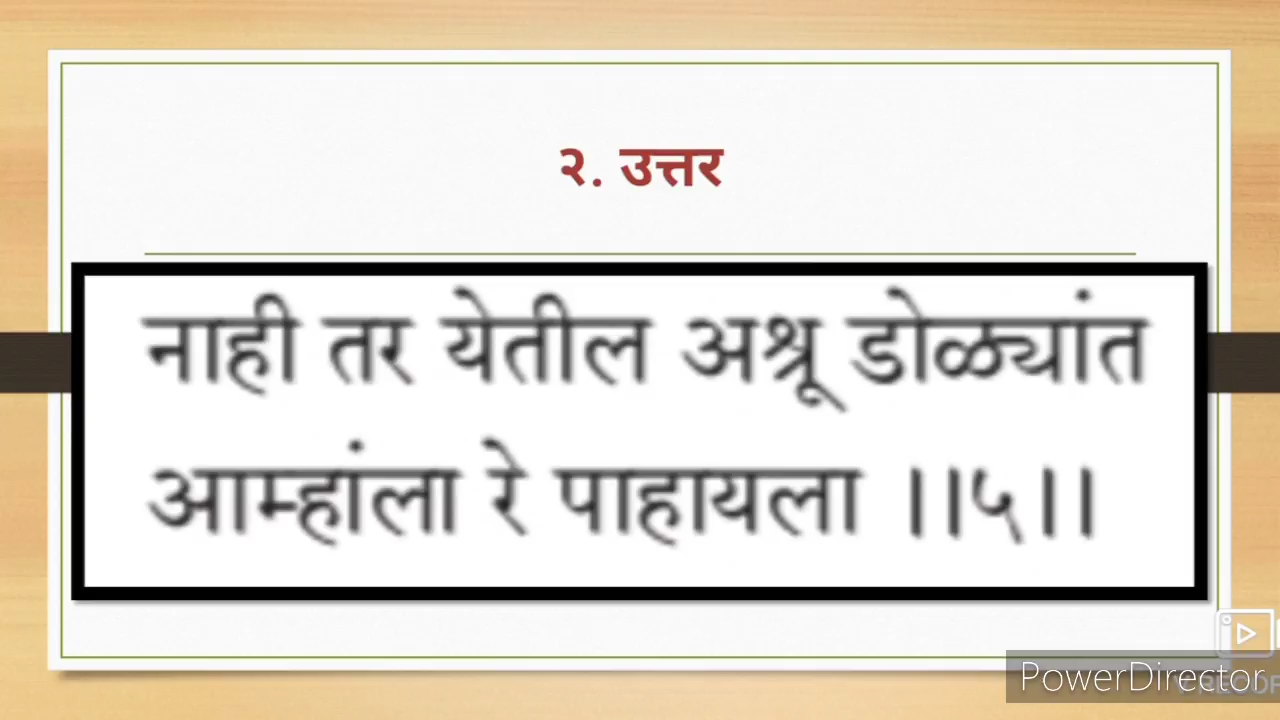 २. उत्तर
नाही तर येतील अश्रू डोळ्यांत
आम्हांला रे पाहायला ।।५।।
PowerDirector